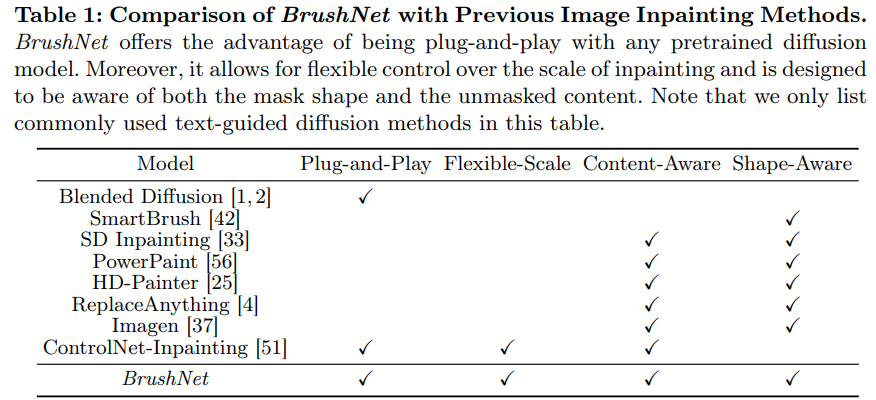 Table 1: Comparison of BrushNet with Previous Image Inpainting Methods.
BrushNet offers the advantage of being plug-and-play with any pretrained diffusion
model. Moreover, it allows for flexible control over the scale of inpainting and is designed
to be aware of both the mask shape and the unmasked content. Note that we only list
commonly used text-guided diffusion methods in this table.
Model Plug-and-Play Flexible-Scale Content-Aware Shape-Aware
Blended Diffusion [1,2] ✓
SmartBrush [42] ✓
SD Inpainting [33] ✓ ✓
PowerPaint [56] ✓ ✓
HD-Painter [25] ✓ ✓
ReplaceAnything [4] ✓ ✓
Imagen [37] ✓ ✓
ControlNet-Inpainting [51] ✓ ✓ ✓
BrushNet ✓ ✓ ✓ ✓